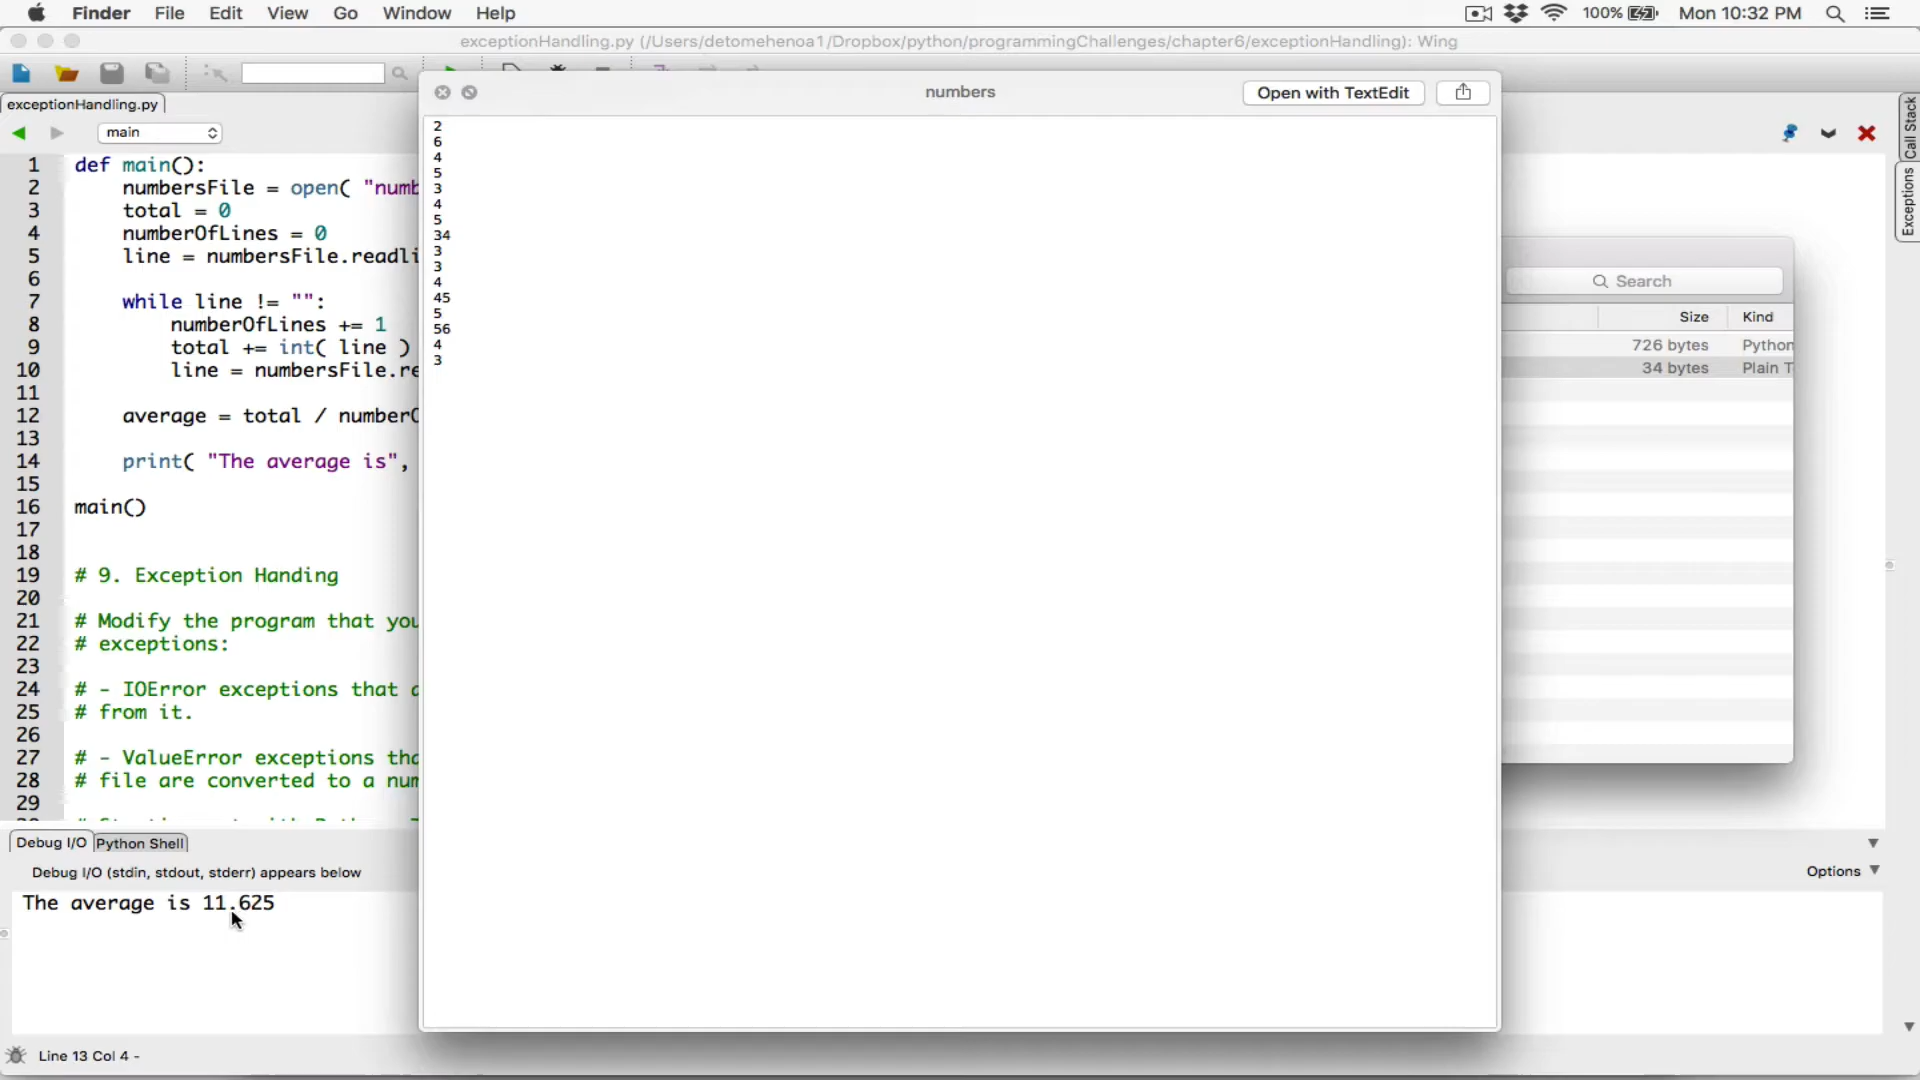 Finder File Edit View Go Window Help 100% Mon 10:32 PM
exceptionHandling.py (/Users/detomehenoa1/Dropbox/python/programmingChallenges/chapter6/exceptionHandling): Wing
exceptionHandling.py
main
1 def main():
2 numbersFile = open( "numb
3 total = 0
4 numberOfLines = 0
5 line = numbersFile.readli
6
7 while line != "":
8 numberOfLines += 1
9 total += int( line )
10 line = numbersFile.re
11
12 average = total / numberO
13
14 print( "The average is",
15
16 main()
17
18
19 # 9. Exception Handing
20
21 # Modify the program that you
22 # exceptions:
23
24 # - IOError exceptions that a
25 # from it.
26
27 # - ValueError exceptions tha
28 # file are converted to a num
29
numbers
Open with TextEdit
2
6
4
5
3
4
5
34
3
3
4
45
5
56
4
3
Search
Size Kind
726 bytes Python
34 bytes Plain T
Call Stack
Exceptions
Debug I/O Python Shell
Debug I/O (stdin, stdout, stderr) appears below
Options
The average is 11.625
Line 13 Col 4 -